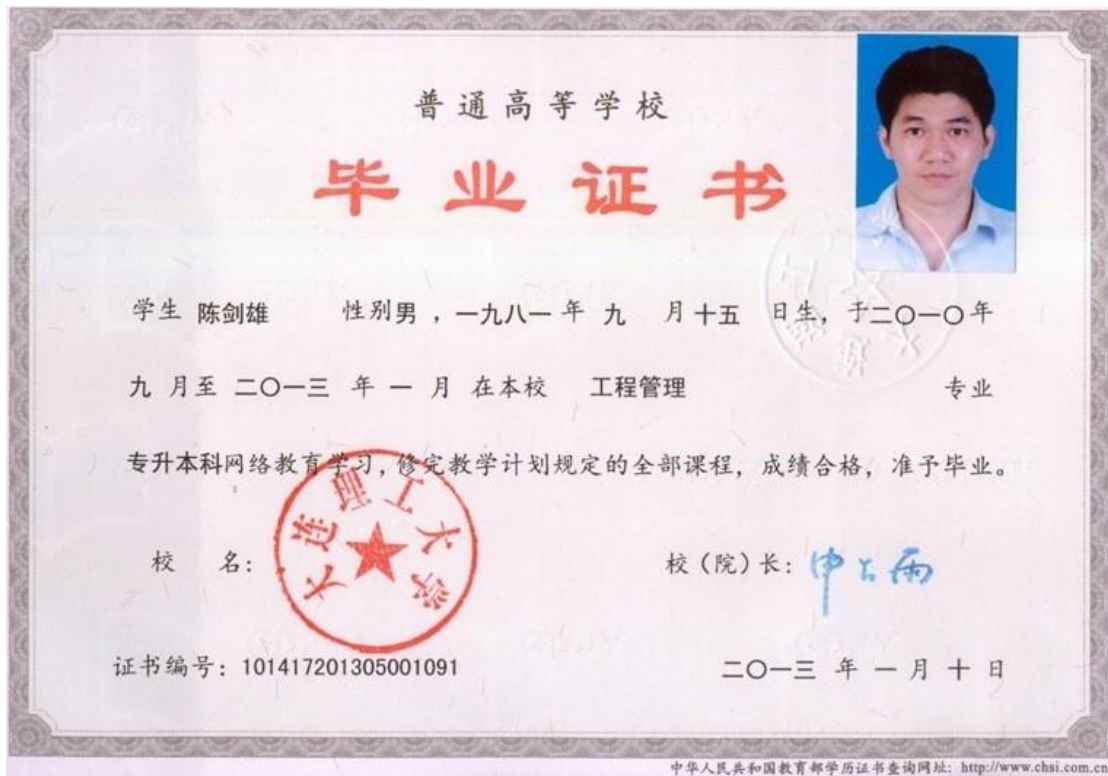 普通高等学校
毕业证书
学生 陈剑雄 性别男，一九八一年 九 月十五 日生，于二〇一〇年
九 月至 二〇一三 年 一 月 在本校 工程管理 专业
专升本科网络教育学习，修完教学计划规定的全部课程，成绩合格，准予毕业。
校 名：
大连理工大学
校（院）长：申长雨
证书编号：101417201305001091
二〇一三 年 一 月 十 日
中华人民共和国教育部学历证书查询网址：http://www.chsi.com.cn